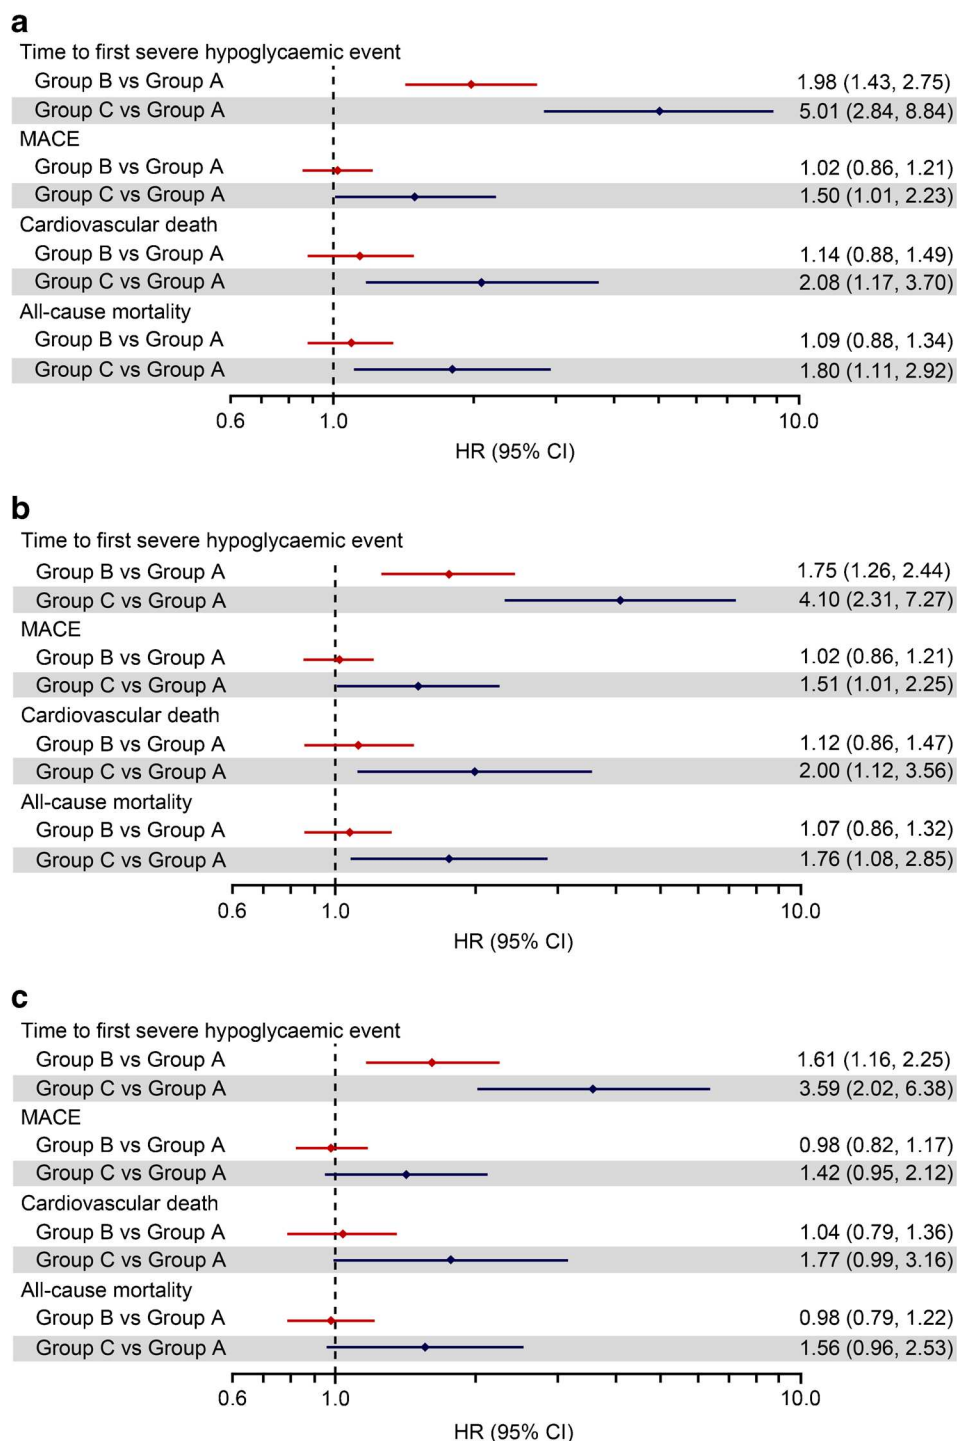 a
Time to first severe hypoglycaemic event
Group B vs Group A 1.98 (1.43, 2.75)
Group C vs Group A 5.01 (2.84, 8.84)
MACE
Group B vs Group A 1.02 (0.86, 1.21)
Group C vs Group A 1.50 (1.01, 2.23)
Cardiovascular death
Group B vs Group A 1.14 (0.88, 1.49)
Group C vs Group A 2.08 (1.17, 3.70)
All-cause mortality
Group B vs Group A 1.09 (0.88, 1.34)
Group C vs Group A 1.80 (1.11, 2.92)
0.6 1.0 10.0
HR (95% CI)
b
Time to first severe hypoglycaemic event
Group B vs Group A 1.75 (1.26, 2.44)
Group C vs Group A 4.10 (2.31, 7.27)
MACE
Group B vs Group A 1.02 (0.86, 1.21)
Group C vs Group A 1.51 (1.01, 2.25)
Cardiovascular death
Group B vs Group A 1.12 (0.86, 1.47)
Group C vs Group A 2.00 (1.12, 3.56)
All-cause mortality
Group B vs Group A 1.07 (0.86, 1.32)
Group C vs Group A 1.76 (1.08, 2.85)
0.6 1.0 10.0
HR (95% CI)
c
Time to first severe hypoglycaemic event
Group B vs Group A 1.61 (1.16, 2.25)
Group C vs Group A 3.59 (2.02, 6.38)
MACE
Group B vs Group A 0.98 (0.82, 1.17)
Group C vs Group A 1.42 (0.95, 2.12)
Cardiovascular death
Group B vs Group A 1.04 (0.79, 1.36)
Group C vs Group A 1.77 (0.99, 3.16)
All-cause mortality
Group B vs Group A 0.98 (0.79, 1.22)
Group C vs Group A 1.56 (0.96, 2.53)
0.6 1.0 10.0
HR (95% CI)